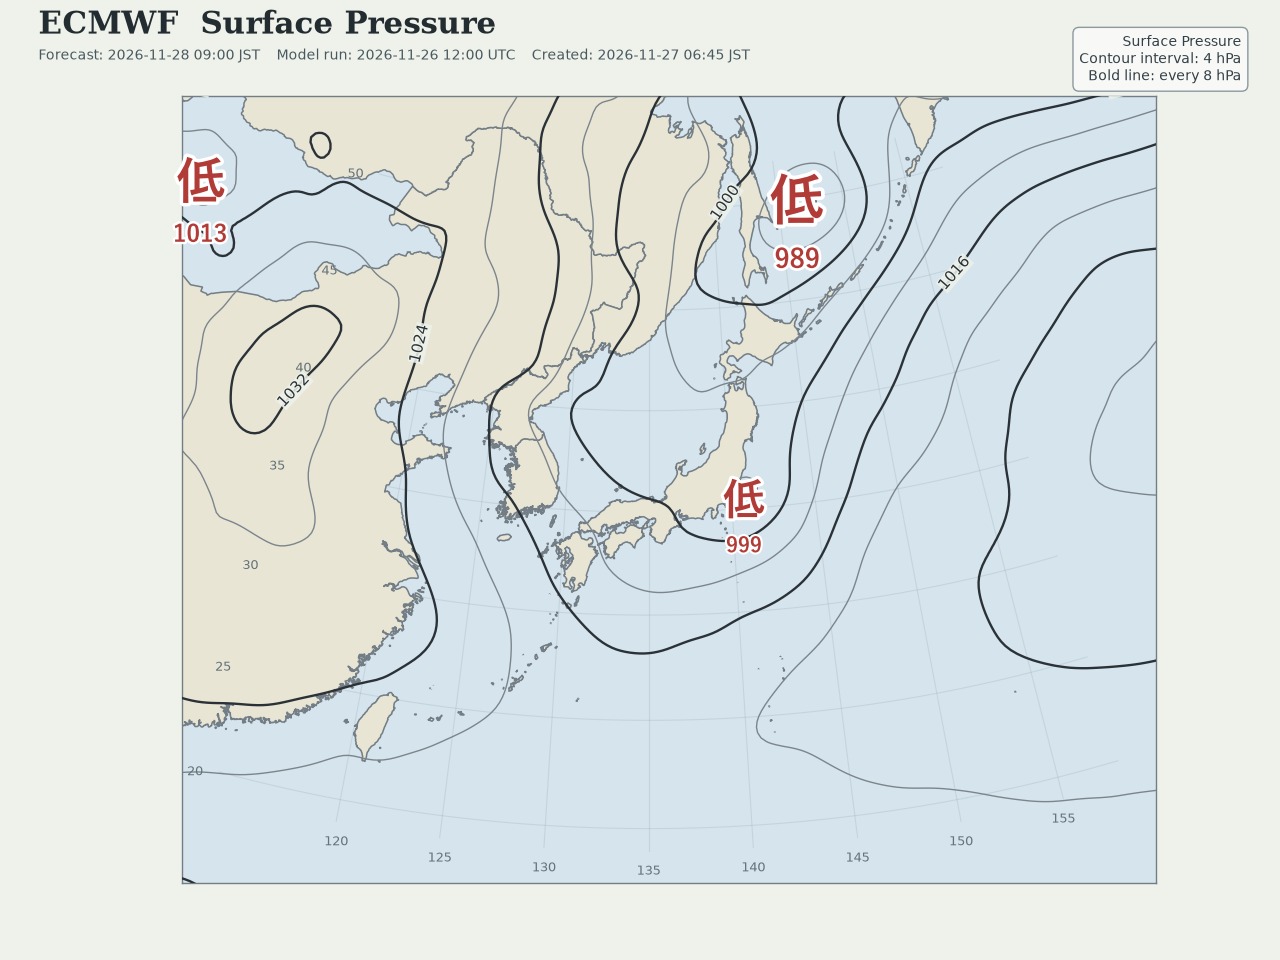 ECMWF  Surface Pressure
Forecast: 2026-11-28 09:00 JST    Model run: 2026-11-26 12:00 UTC    Created: 2026-11-27 06:45 JST
Surface Pressure
Contour interval: 4 hPa
Bold line: every 8 hPa
50
低
低
1000
1013
989
45
1016
1024
40
1032
35
低
999
30
25
20
155
120
150
125
145
130
140
135